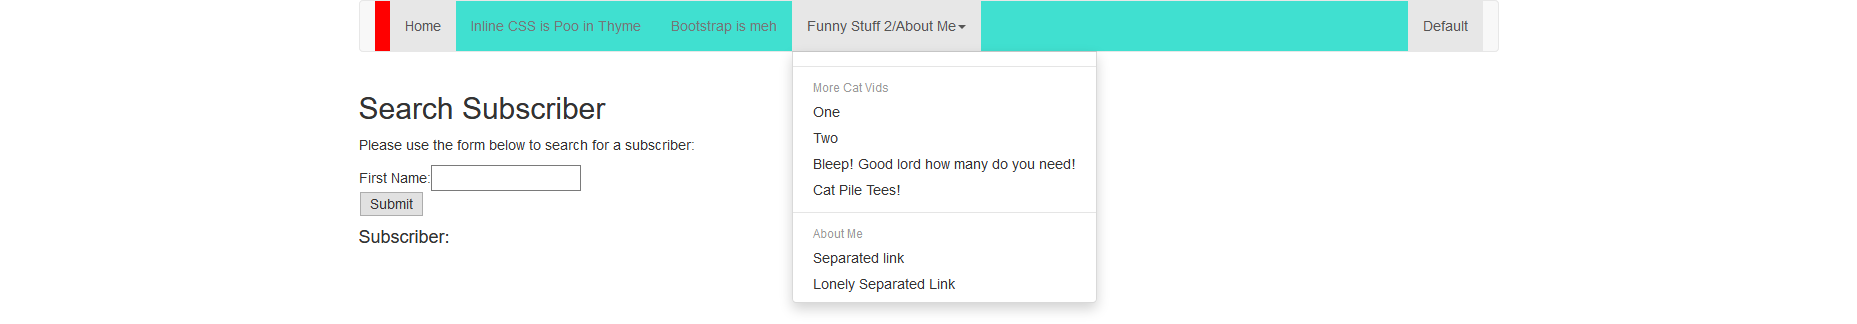 Home Inline CSS is Poo in Thyme Bootstrap is meh Funny Stuff 2/About Me Default
Search Subscriber
Please use the form below to search for a subscriber:
First Name:
Submit
Subscriber:
More Cat Vids
One
Two
Bleep! Good lord how many do you need!
Cat Pile Tees!
About Me
Separated link
Lonely Separated Link